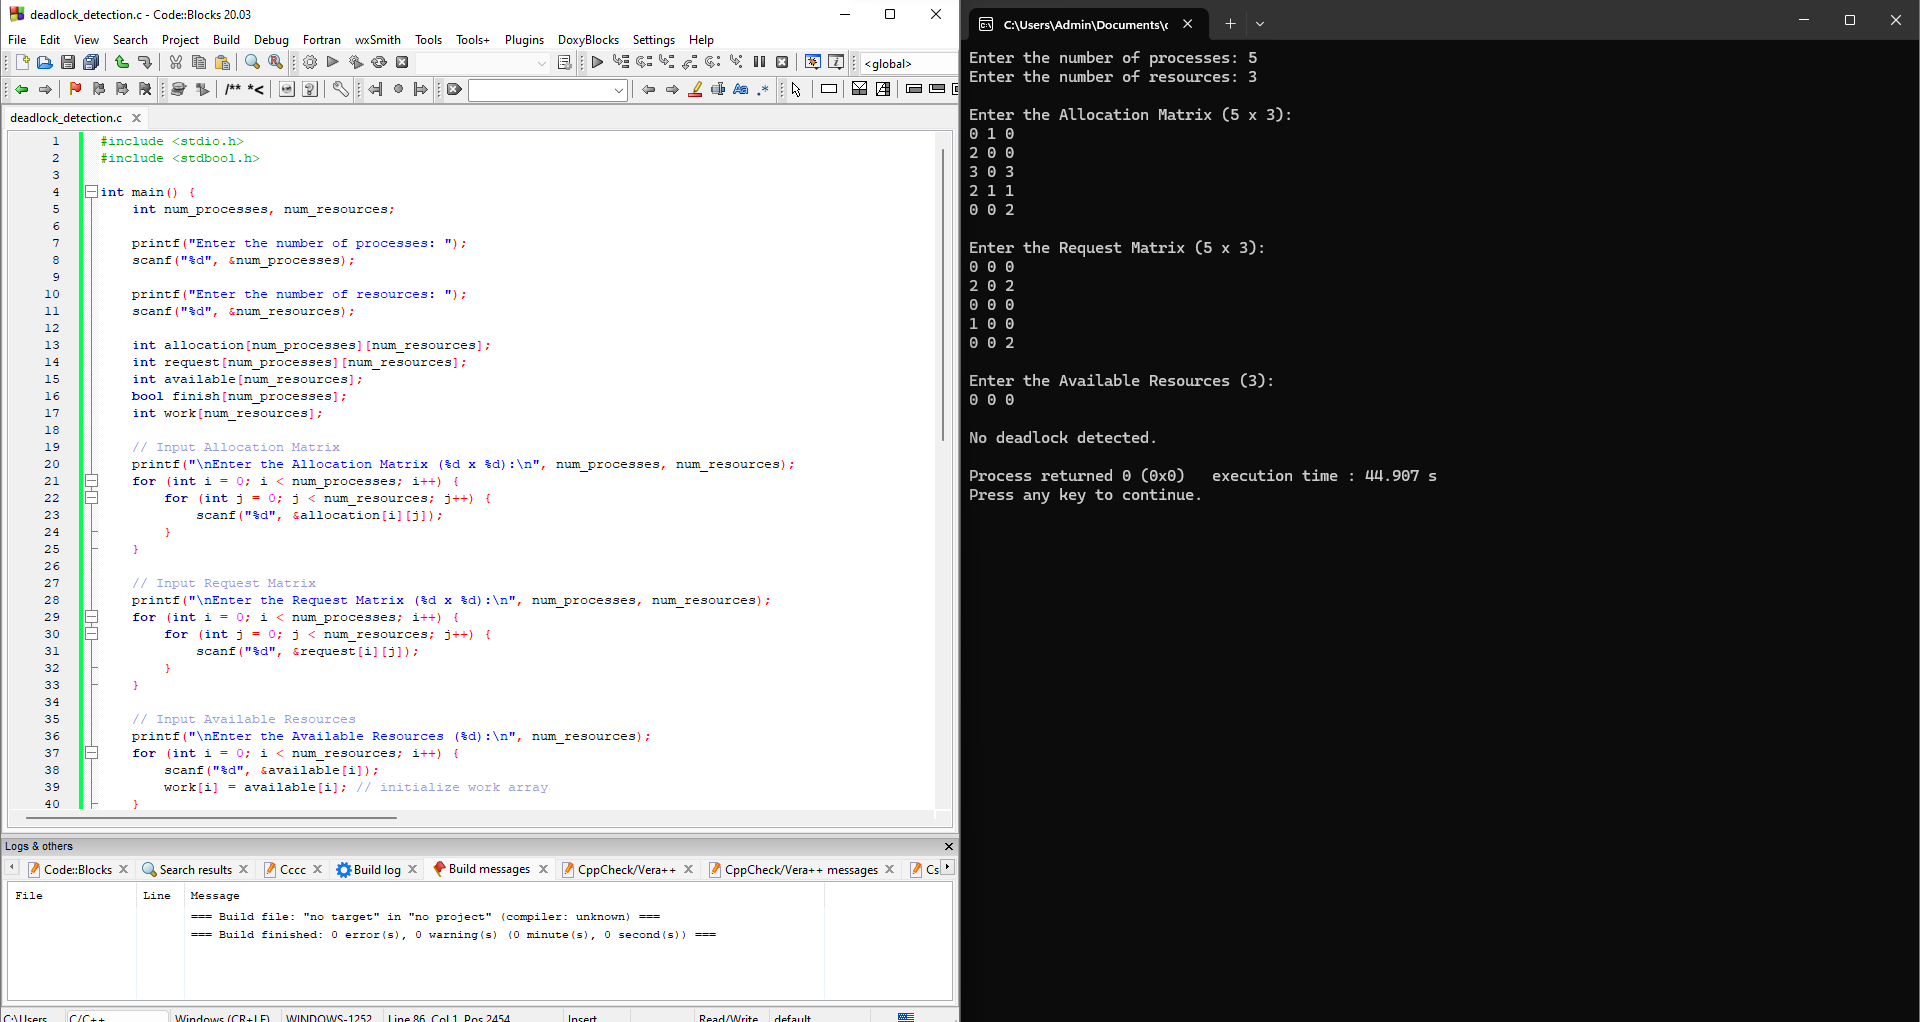 deadlock_detection.c - Code::Blocks 20.03
File Edit View Search Project Build Debug Fortran wxSmith Tools Tools+ Plugins DoxyBlocks Settings Help
<global>
/** *<
deadlock_detection.c
1 #include <stdio.h>
2 #include <stdbool.h>
3
4 int main() {
5 int num_processes, num_resources;
6
7 printf("Enter the number of processes: ");
8 scanf("%d", &num_processes);
9
10 printf("Enter the number of resources: ");
11 scanf("%d", &num_resources);
12
13 int allocation[num_processes][num_resources];
14 int request[num_processes][num_resources];
15 int available[num_resources];
16 bool finish[num_processes];
17 int work[num_resources];
18
19 // Input Allocation Matrix
20 printf("\nEnter the Allocation Matrix (%d x %d):\n", num_processes, num_resources);
21 for (int i = 0; i < num_processes; i++) {
22 for (int j = 0; j < num_resources; j++) {
23 scanf("%d", &allocation[i][j]);
24 }
25 }
26
27 // Input Request Matrix
28 printf("\nEnter the Request Matrix (%d x %d):\n", num_processes, num_resources);
29 for (int i = 0; i < num_processes; i++) {
30 for (int j = 0; j < num_resources; j++) {
31 scanf("%d", &request[i][j]);
32 }
33 }
34
35 // Input Available Resources
36 printf("\nEnter the Available Resources (%d):\n", num_resources);
37 for (int i = 0; i < num_resources; i++) {
38 scanf("%d", &available[i]);
39 work[i] = available[i]; // initialize work array
40 }
Logs & others
Code::Blocks Search results Cccc Build log Build messages CppCheck/Vera++ CppCheck/Vera++ messages Cs
File Line Message
=== Build file: "no target" in "no project" (compiler: unknown) ===
=== Build finished: 0 error(s), 0 warning(s) (0 minute(s), 0 second(s)) ===
C:\Users C/C++ Windows (CR+LF) WINDOWS-1252 Line 86, Col 1, Pos 2454 Insert Read/Write default
C:\Users\Admin\Documents\c
Enter the number of processes: 5
Enter the number of resources: 3
Enter the Allocation Matrix (5 x 3):
0 1 0
2 0 0
3 0 3
2 1 1
0 0 2
Enter the Request Matrix (5 x 3):
0 0 0
2 0 2
0 0 0
1 0 0
0 0 2
Enter the Available Resources (3):
0 0 0
No deadlock detected.
Process returned 0 (0x0) execution time : 44.907 s
Press any key to continue.